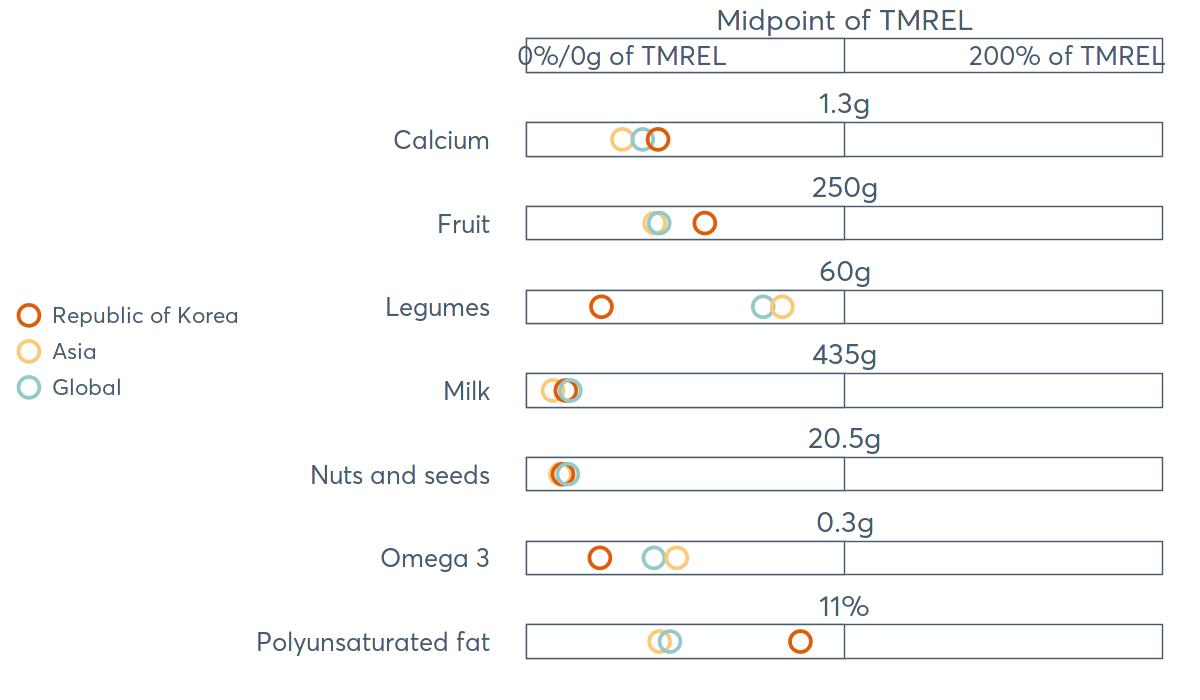 Midpoint of TMREL
0%/0g of TMREL 200% of TMREL
1.3g
Calcium
250g
Fruit
60g
Legumes
435g
Milk
20.5g
Nuts and seeds
0.3g
Omega 3
11%
Polyunsaturated fat
Republic of Korea
Asia
Global